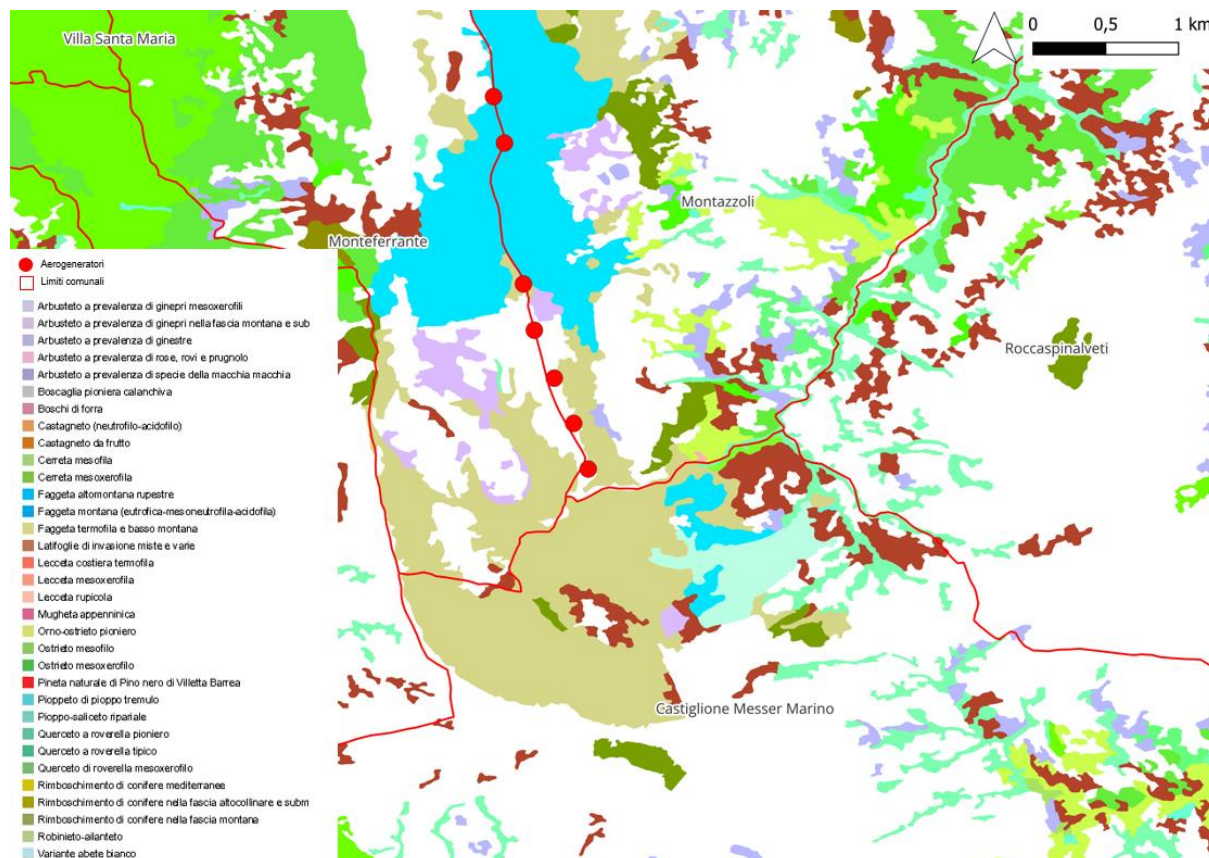 Villa Santa Maria
0 0,5 1 km
Montazzoli
Monteferrante
Roccaspinalveti
Castiglione Messer Marino
Aerogeneratori
Limiti comunali
Arbusteto a prevalenza di ginepri mesoxerofili
Arbusteto a prevalenza di ginepri nella fascia montana e sub
Arbusteto a prevalenza di ginestre
Arbusteto a prevalenza di rose, rovi e prugnolo
Arbusteto a prevalenza di specie della macchia macchia
Boscaglia pioniera calanchiva
Boschi di forra
Castagneto (neutrofilo-acidofilo)
Castagneto da frutto
Cerreta mesofila
Cerreta mesoxerofila
Faggeta altomontana rupestre
Faggeta montana (eutrofica-mesoneutrofila-acidofila)
Faggeta termofila e basso montana
Latifoglie di invasione miste e varie
Lecceta costiera termofila
Lecceta mesoxerofila
Lecceta rupicola
Mugheta appenninica
Orno-ostrieto pioniero
Ostrieto mesofilo
Ostrieto mesoxerofilo
Pineta naturale di Pino nero di Villetta Barrea
Pioppeto di pioppo tremulo
Pioppo-saliceto ripariale
Querceto a roverella pioniero
Querceto a roverella tipico
Querceto di roverella mesoxerofilo
Rimboschimento di conifere mediterranee
Rimboschimento di conifere nella fascia altocollinare e subm
Rimboschimento di conifere nella fascia montana
Robinieto-ailanteto
Variante abete bianco